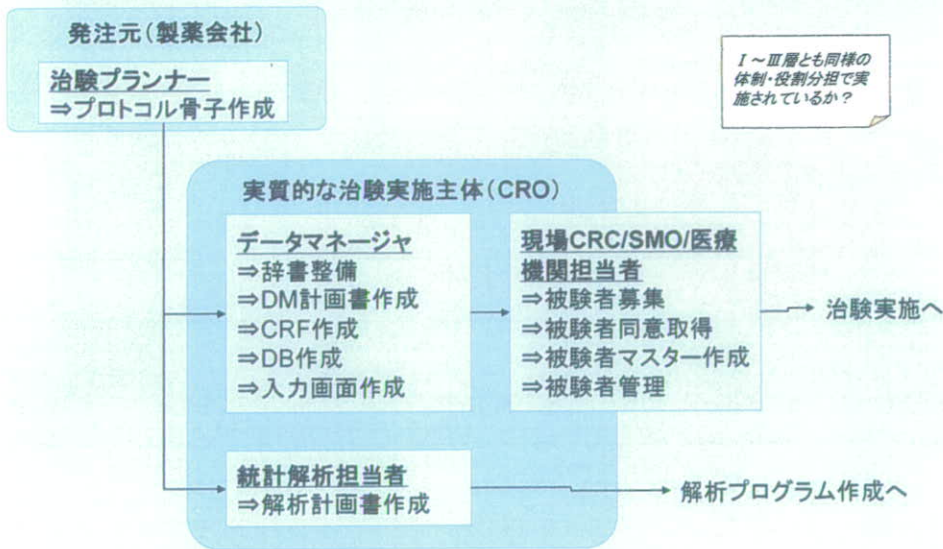 発注元(製薬会社)
治験プランナー
⇒プロトコル骨子作成
Ⅰ～Ⅲ層とも同様の
体制・役割分担で実
施されているか？
実質的な治験実施主体(CRO)
データマネージャ
⇒辞書整備
⇒DM計画書作成
⇒CRF作成
⇒DB作成
⇒入力画面作成
現場CRC/SMO/医療
機関担当者
⇒被験者募集
⇒被験者同意取得
⇒被験者マスター作成
⇒被験者管理
治験実施へ
統計解析担当者
⇒解析計画書作成
解析プログラム作成へ